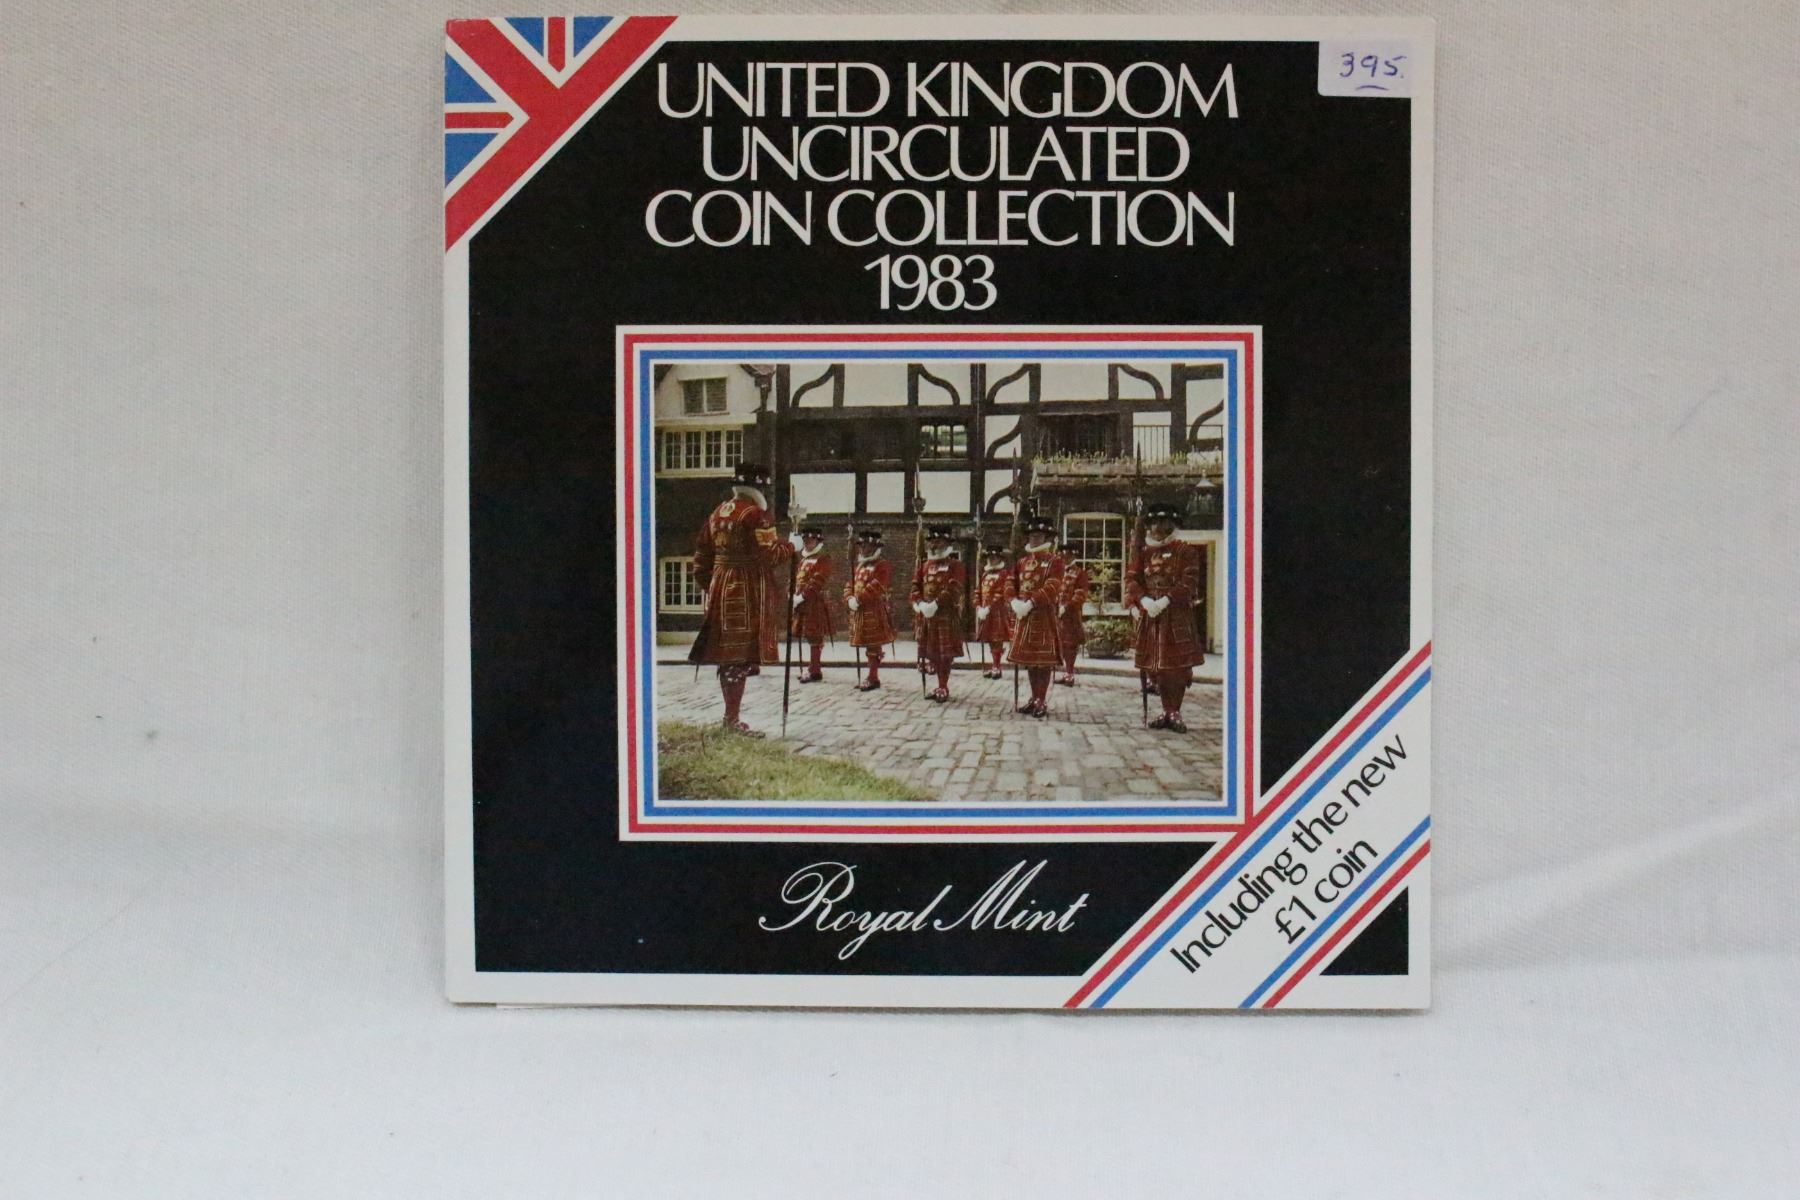 395.
UNITED KINGDOM
UNCIRCULATED
COIN COLLECTION
1983
Royal Mint
Including the new
£1 coin